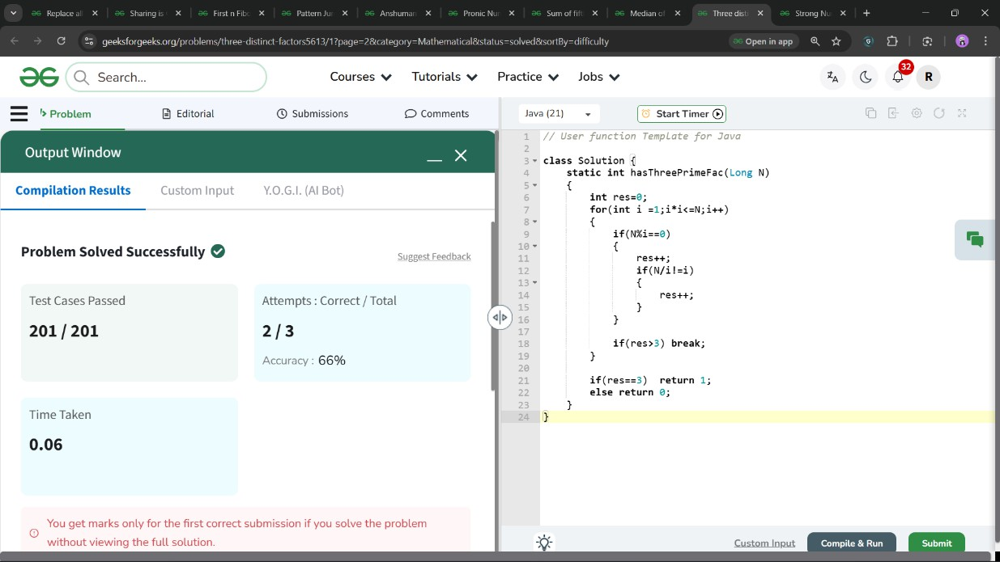 Replace all
Sharing is
First n Fibo
Pattern Jur
Anshuman
Pronic Nu
Sum of fift
Median of
Three disti
Strong Nu
geeksforgeeks.org/problems/three-distinct-factors5613/1?page=2&category=Mathematical&status=solved&sortBy=difficulty
Open in app
Search...
Courses
Tutorials
Practice
Jobs
32
R
Problem
Editorial
Submissions
Comments
Java (21)
Start Timer
Output Window
Compilation Results
Custom Input
Y.O.G.I. (AI Bot)
Problem Solved Successfully
Suggest Feedback
Test Cases Passed
201 / 201
Attempts : Correct / Total
2 / 3
Accuracy : 66%
Time Taken
0.06
You get marks only for the first correct submission if you solve the problem
without viewing the full solution.
1 // User function Template for Java
2
3 class Solution {
4 static int hasThreePrimeFac(Long N)
5 {
6 int res=0;
7 for(int i =1;i*i<=N;i++)
8 {
9 if(N%i==0)
10 {
11 res++;
12 if(N/i!=i)
13 {
14 res++;
15 }
16 }
17
18 if(res>3) break;
19 }
20
21 if(res==3)  return 1;
22 else return 0;
23 }
24 }
Custom Input
Compile & Run
Submit